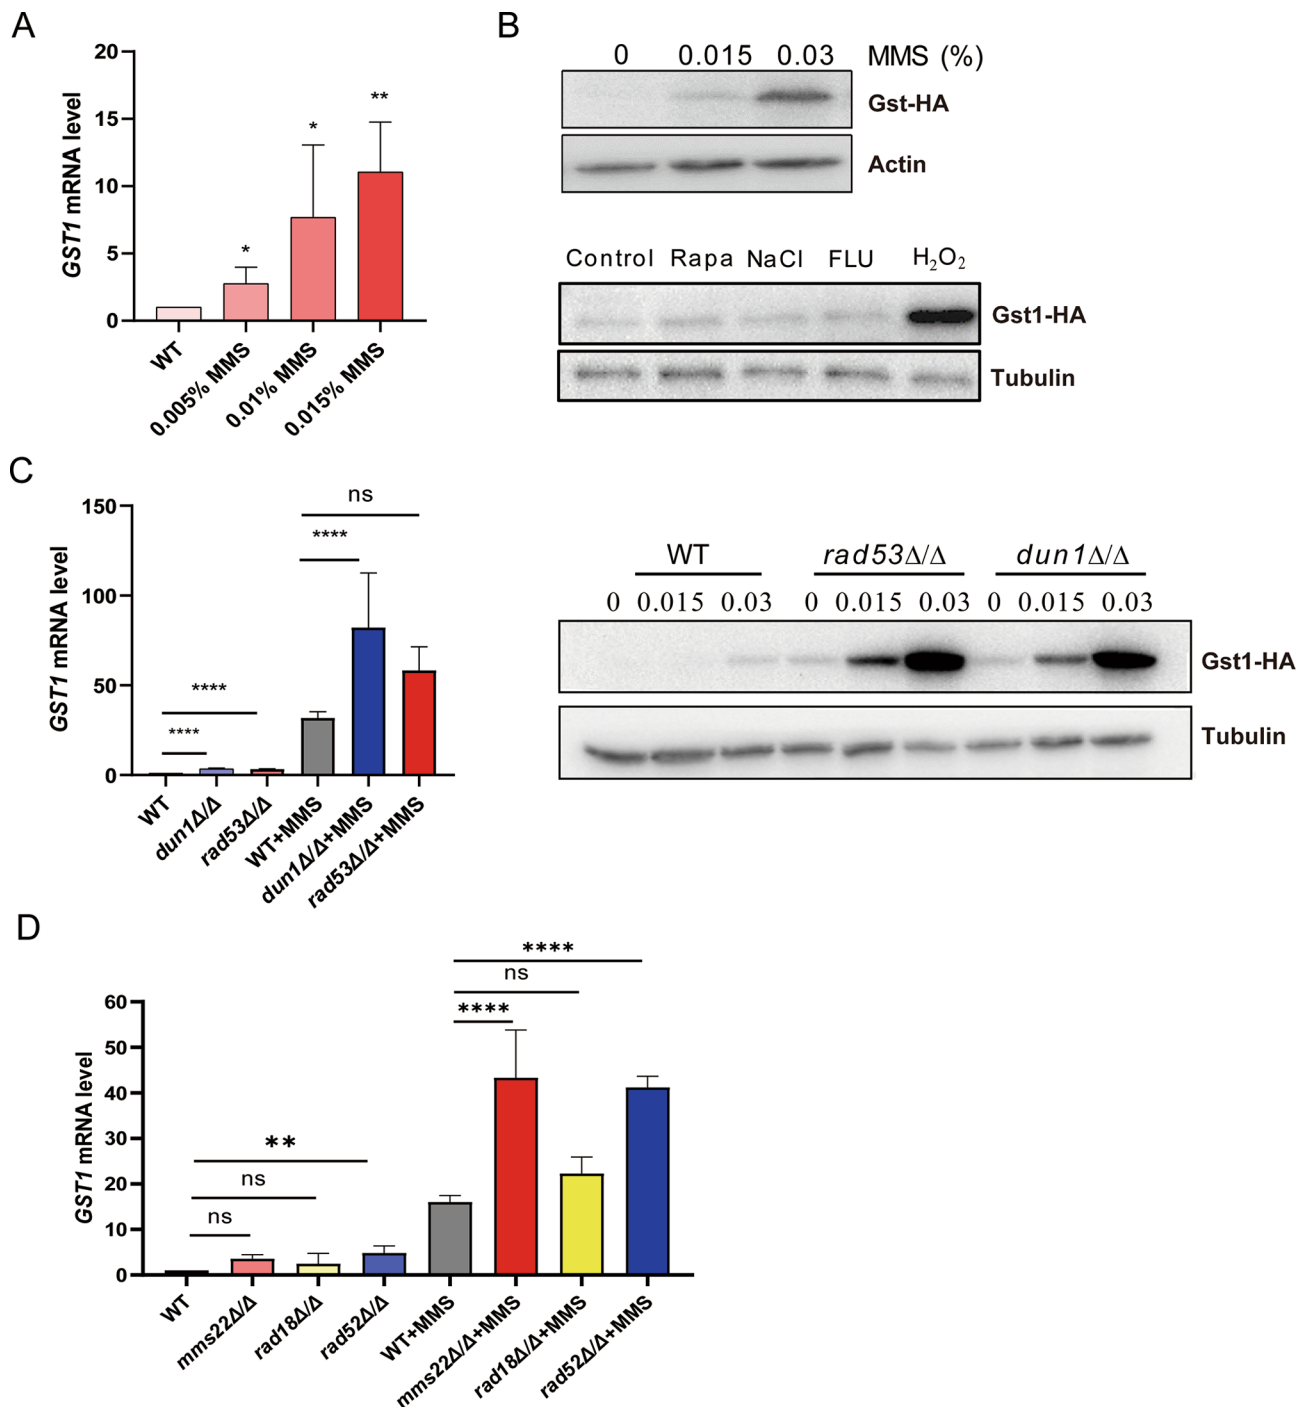 A
20
15
10
5
0
GST1 mRNA level
*
*
**
WT
0.005% MMS
0.01% MMS
0.015% MMS
B
0 0.015 0.03 MMS (%)
Gst-HA
Actin
Control Rapa NaCl FLU H₂O₂
Gst1-HA
Tubulin
C
150
100
50
0
GST1 mRNA level
ns
****
****
****
WT
dun1Δ/Δ
rad53Δ/Δ
WT+MMS
dun1Δ/Δ+MMS
rad53Δ/Δ+MMS
WT rad53Δ/Δ dun1Δ/Δ
0 0.015 0.03 0 0.015 0.03 0 0.015 0.03
Gst1-HA
Tubulin
D
60
50
40
30
20
10
0
GST1 mRNA level
****
ns
****
**
ns
ns
WT
mms22Δ/Δ
rad18Δ/Δ
rad52Δ/Δ
WT+MMS
mms22Δ/Δ+MMS
rad18Δ/Δ+MMS
rad52Δ/Δ+MMS